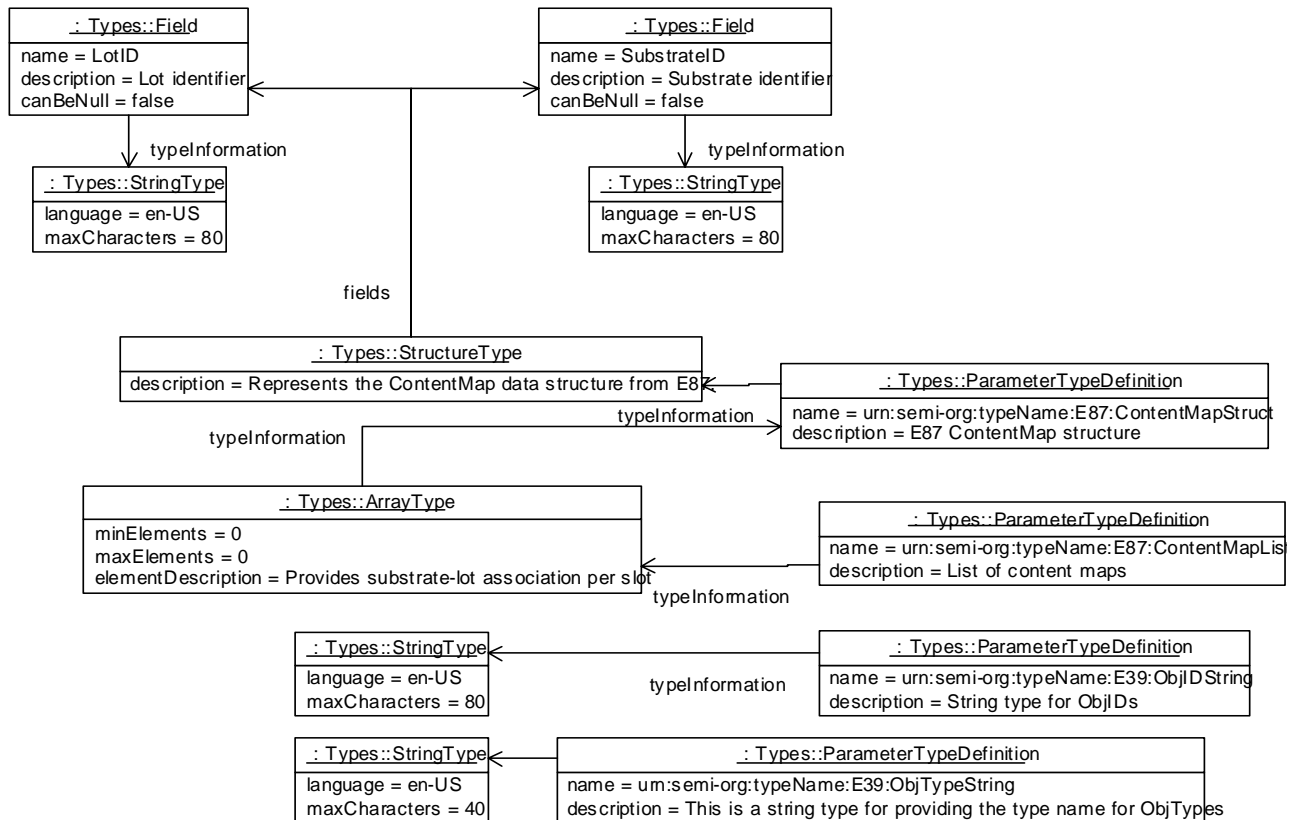 : Types::Field
name = LotID
description = Lot identifier
canBeNull = false
: Types::Field
name = SubstrateID
description = Substrate identifier
canBeNull = false
typeInformation
typeInformation
: Types::StringType
language = en-US
maxCharacters = 80
: Types::StringType
language = en-US
maxCharacters = 80
fields
: Types::StructureType
description = Represents the ContentMap data structure from E87.
: Types::ParameterTypeDefinition
name = urn:semi-org:typeName:E87:ContentMapStruct
description = E87 ContentMap structure
typeInformation
typeInformation
: Types::ArrayType
minElements = 0
maxElements = 0
elementDescription = Provides substrate-lot association per slot
: Types::ParameterTypeDefinition
name = urn:semi-org:typeName:E87:ContentMapLis
description = List of content maps
typeInformation
: Types::StringType
language = en-US
maxCharacters = 80
: Types::ParameterTypeDefinition
name = urn:semi-org:typeName:E39:ObjIDString
description = String type for ObjIDs
typeInformation
: Types::StringType
language = en-US
maxCharacters = 40
: Types::ParameterTypeDefinition
name = urn:semi-org:typeName:E39:ObjTypeString
description = This is a string type for providing the type name for ObjTypes